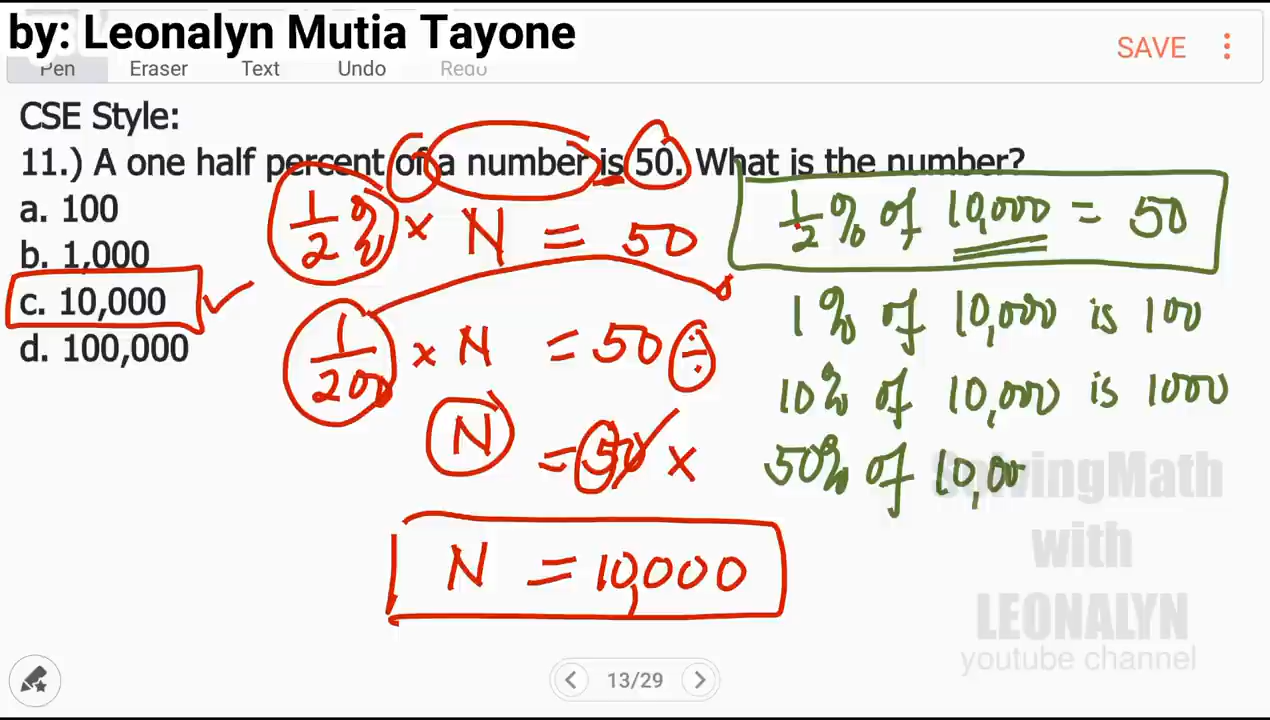 by: Leonalyn Mutia Tayone
SAVE
Pen Eraser Text Undo Redo
CSE Style:
11.) A one half percent of a number is 50. What is the number?
a. 100
b. 1,000
c. 10,000
d. 100,000
1/2 % × N = 50
1/200 × N = 50 ÷
N = 50 ×
N = 10,000
1/2 % of 10,000 = 50
1% of 10,000 is 100
10% of 10,000 is 1000
50% of 10,00
SolvingMath
with
LEONALYN
youtube channel
13/29